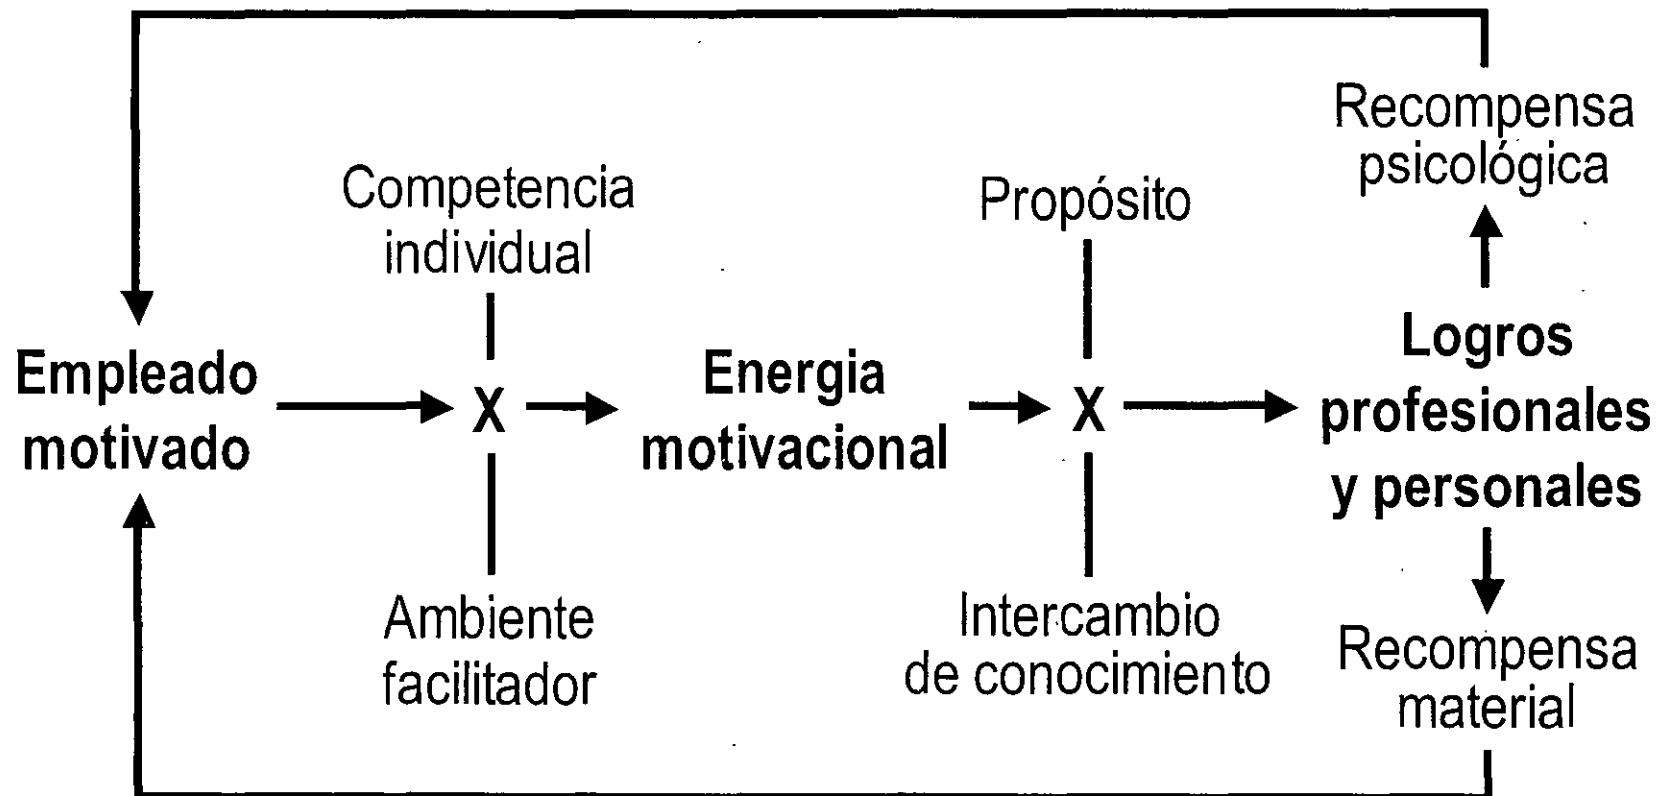 Recompensa
psicológica
Competencia
individual
Propósito
Empleado
motivado
X
Energia
motivacional
X
Logros
profesionales
y personales
Ambiente
facilitador
Intercambio
de conocimiento
Recompensa
material